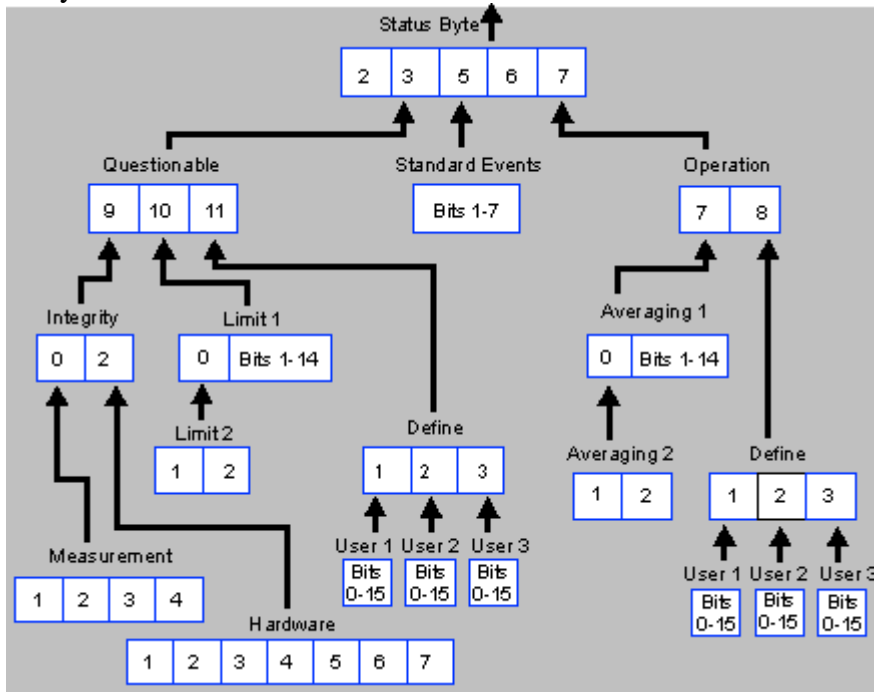 Status Byte
2 3 5 6 7
Questionable Standard Events Operation
9 10 11 Bits 1-7 7 8
Integrity Limit 1 Averaging 1
0 2 0 Bits 1-14 0 Bits 1-14
Limit2 Define Averaging 2 Define
1 2 1 2 3 1 2 1 2 3
Measurement User 1 User 2 User 3 User 1 User 2 User 3
1 2 3 4 Bits 0-15 Bits 0-15 Bits 0-15 Bits 0-15 Bits 0-15 Bits 0-15
Hardware
1 2 3 4 5 6 7